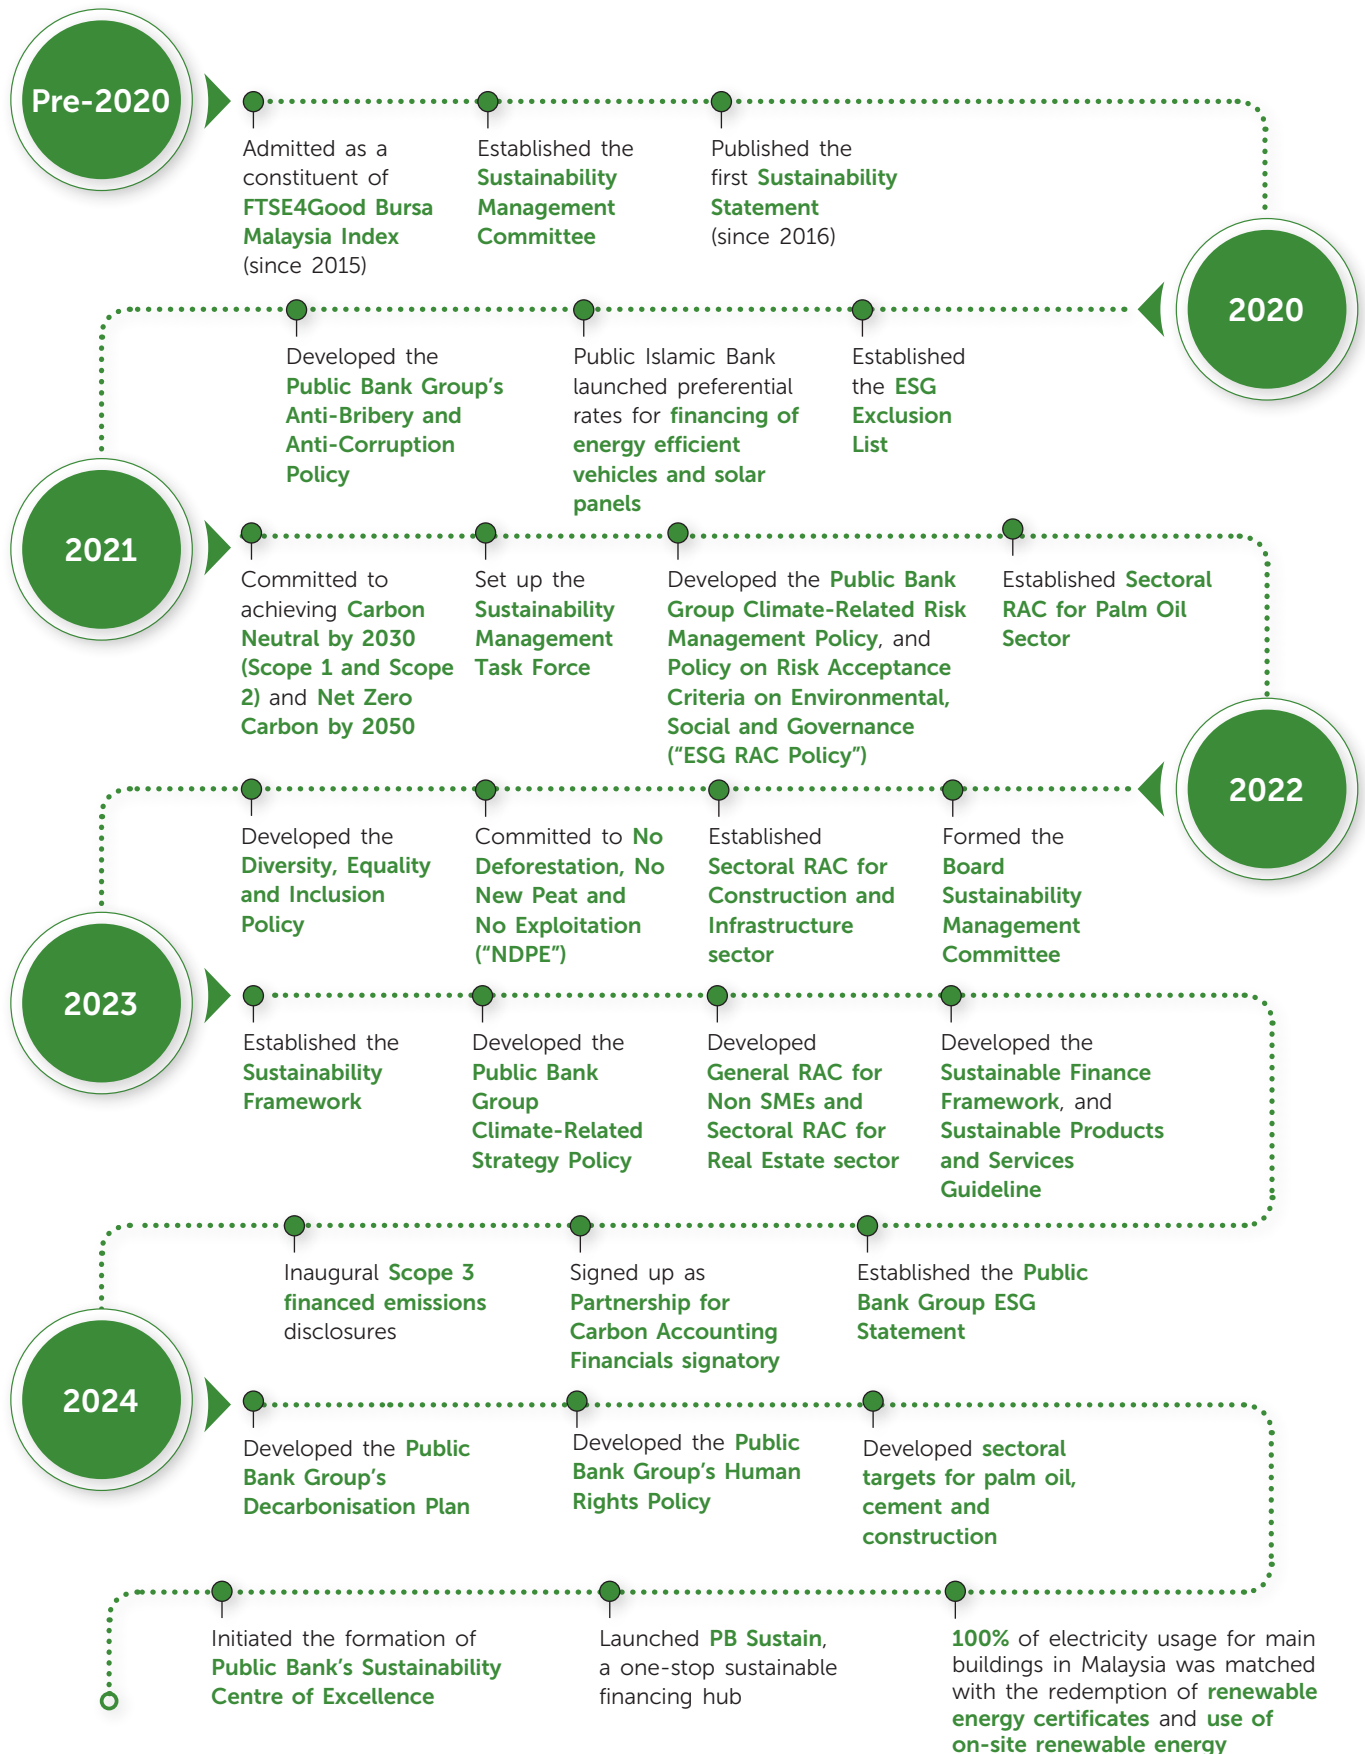 Pre-2020
Admitted as a
constituent of
FTSE4Good Bursa
Malaysia Index
(since 2015)
Established the
Sustainability
Management
Committee
Published the
first Sustainability
Statement
(since 2016)
2020
Established
the ESG
Exclusion
List
Public Islamic Bank
launched preferential
rates for financing of
energy efficient
vehicles and solar
panels
Developed the
Public Bank Group’s
Anti-Bribery and
Anti-Corruption
Policy
2021
Committed to
achieving Carbon
Neutral by 2030
(Scope 1 and Scope
2) and Net Zero
Carbon by 2050
Set up the
Sustainability
Management
Task Force
Developed the Public Bank
Group Climate-Related Risk
Management Policy, and
Policy on Risk Acceptance
Criteria on Environmental,
Social and Governance
(“ESG RAC Policy”)
Established Sectoral
RAC for Palm Oil
Sector
2022
Formed the
Board
Sustainability
Management
Committee
Established
Sectoral RAC for
Construction and
Infrastructure
sector
Committed to No
Deforestation, No
New Peat and
No Exploitation
(“NDPE”)
Developed the
Diversity, Equality
and Inclusion
Policy
2023
Established the
Sustainability
Framework
Developed the
Public Bank
Group
Climate-Related
Strategy Policy
Developed
General RAC for
Non SMEs and
Sectoral RAC for
Real Estate sector
Developed the
Sustainable Finance
Framework, and
Sustainable Products
and Services
Guideline
Established the Public
Bank Group ESG
Statement
Signed up as
Partnership for
Carbon Accounting
Financials signatory
Inaugural Scope 3
financed emissions
disclosures
2024
Developed the Public
Bank Group’s
Decarbonisation Plan
Developed the Public
Bank Group’s Human
Rights Policy
Developed sectoral
targets for palm oil,
cement and
construction
100% of electricity usage for main
buildings in Malaysia was matched
with the redemption of renewable
energy certificates and use of
on-site renewable energy
Launched PB Sustain,
a one-stop sustainable
financing hub
Initiated the formation of
Public Bank’s Sustainability
Centre of Excellence